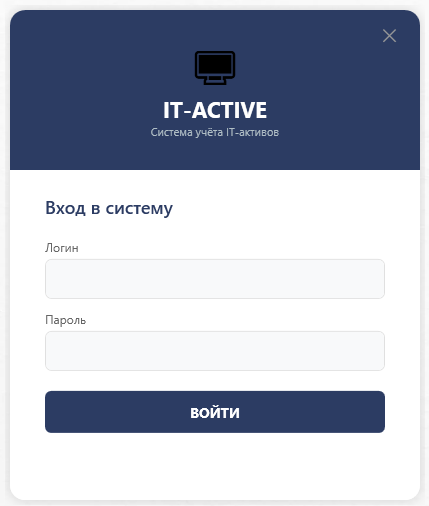 IT-ACTIVE
Система учёта IT-активов
Вход в систему
Логин
Пароль
ВОЙТИ